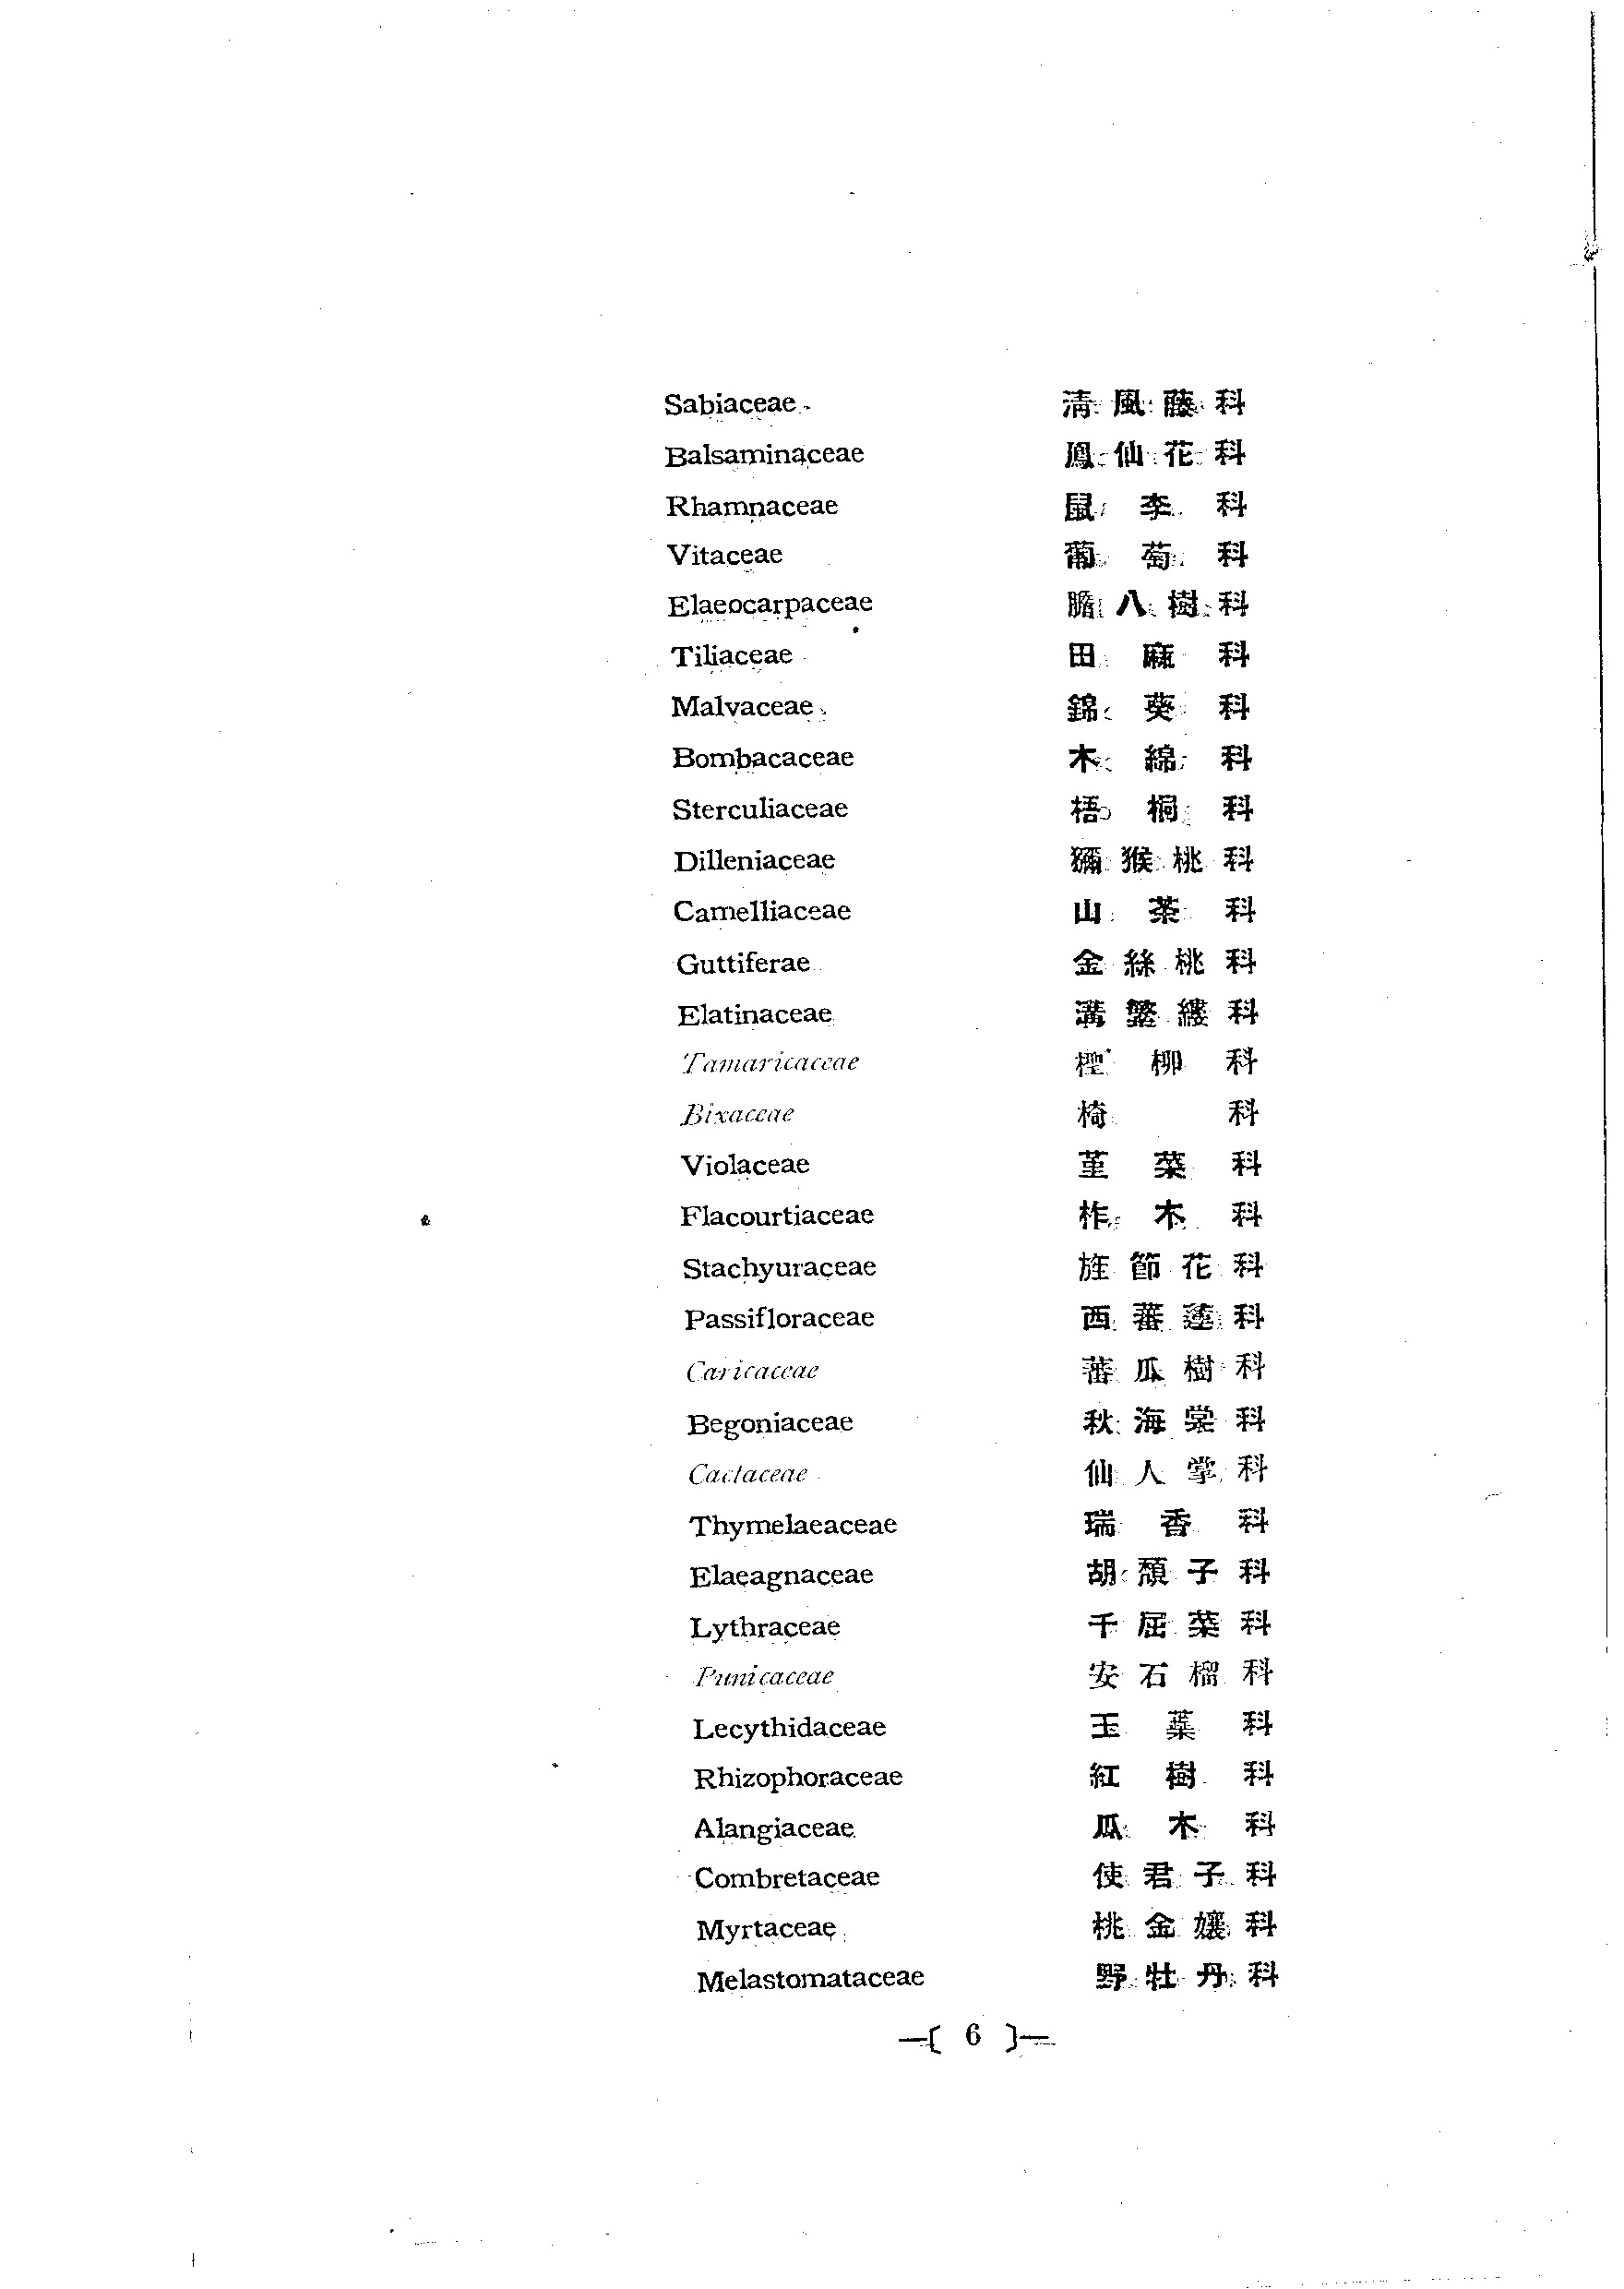 Sabiaceae 清風藤科
Balsaminaceae 鳳仙花科
Rhamnaceae 鼠李科
Vitaceae 葡萄科
Elaeocarpaceae 膽八樹科
Tiliaceae 田麻科
Malvaceae 錦葵科
Bombacaceae 木綿科
Sterculiaceae 梧桐科
Dilleniaceae 獼猴桃科
Camelliaceae 山茶科
Guttiferae 金絲桃科
Elatinaceae 溝繁縷科
Tamaricaceae 檉柳科
Bixaceae 椅科
Violaceae 堇菜科
Flacourtiaceae 柞木科
Stachyuraceae 旌節花科
Passifloraceae 西蕃蓮科
Caricaceae 蕃瓜樹科
Begoniaceae 秋海棠科
Cactaceae 仙人掌科
Thymelaeaceae 瑞香科
Elaeagnaceae 胡頹子科
Lythraceae 千屈菜科
Punicaceae 安石榴科
Lecythidaceae 玉蕊科
Rhizophoraceae 紅樹科
Alangiaceae 瓜木科
Combretaceae 使君子科
Myrtaceae 桃金孃科
Melastomataceae 野牡丹科
—[ 6 ]—